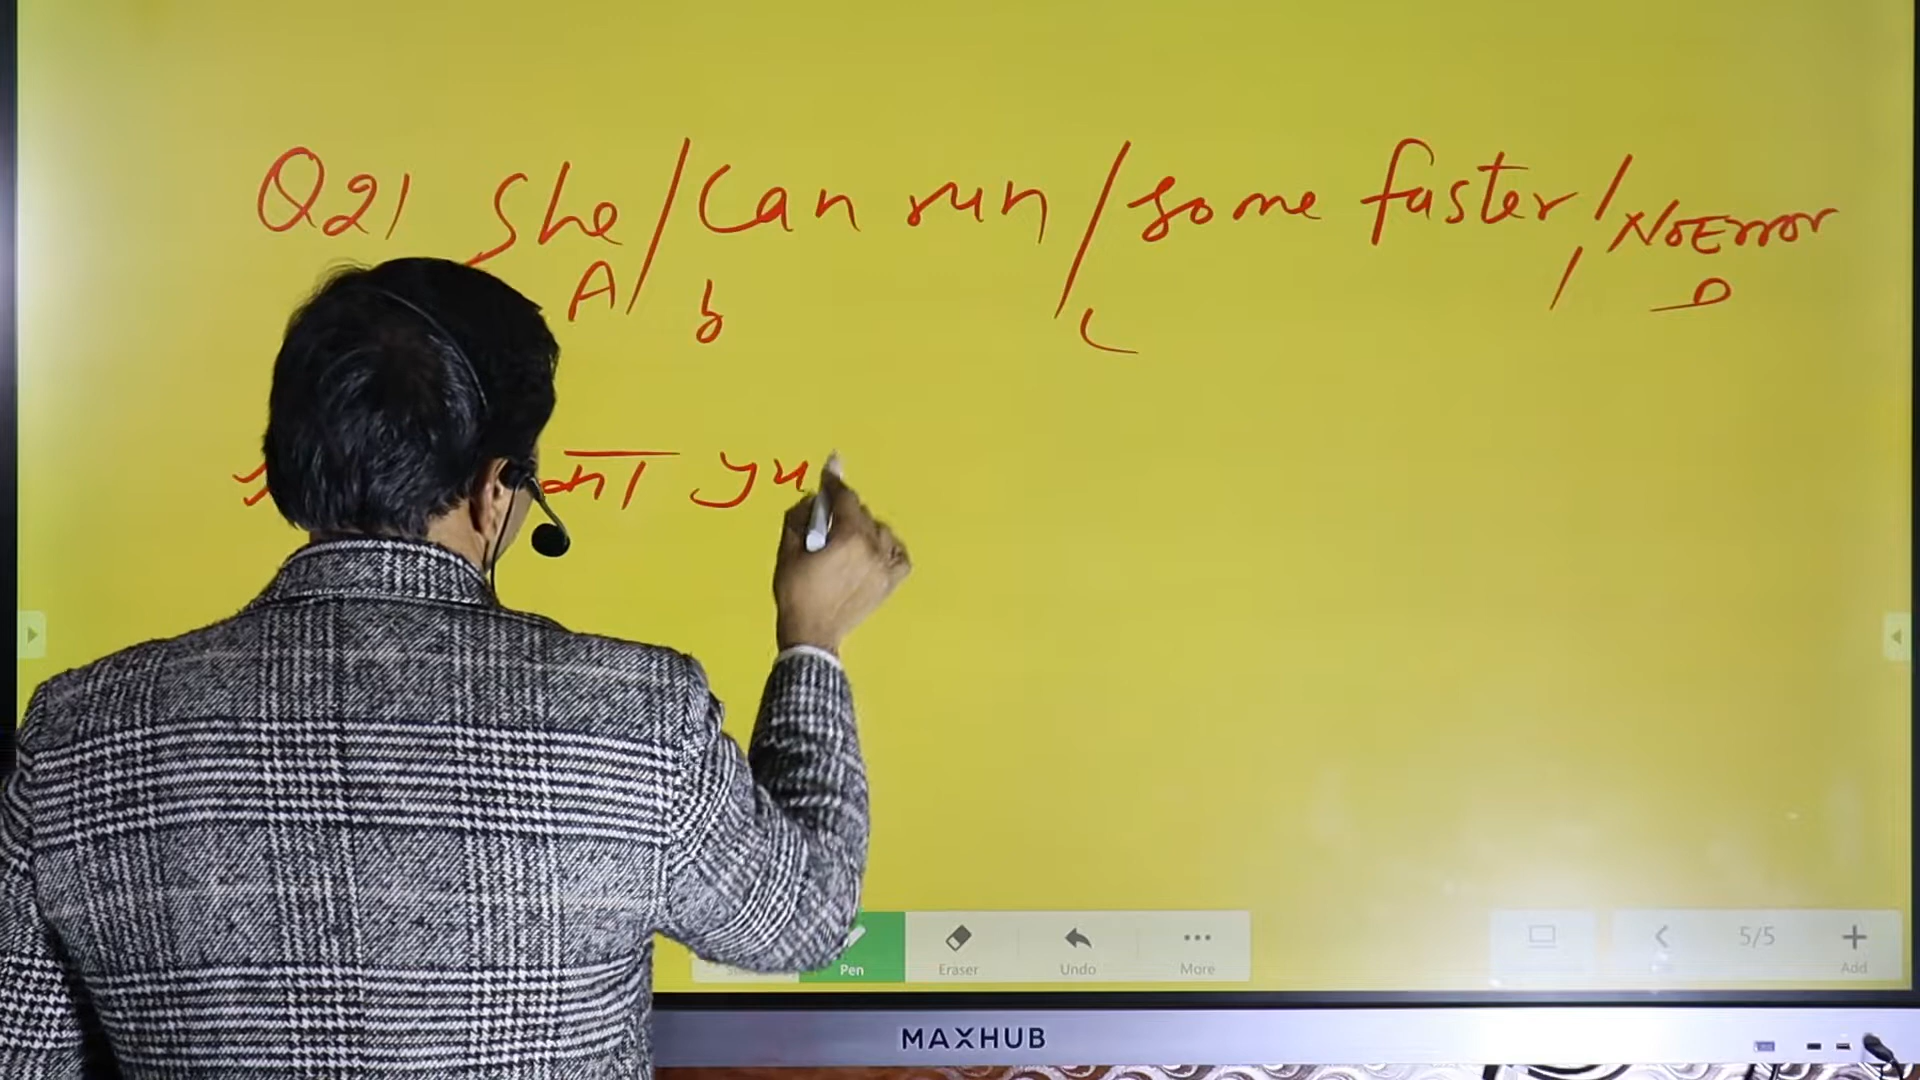 Q21 She / Can run / some faster / No Error
A b C D
Pen Eraser Undo More 5/5 Add
MAXHUB